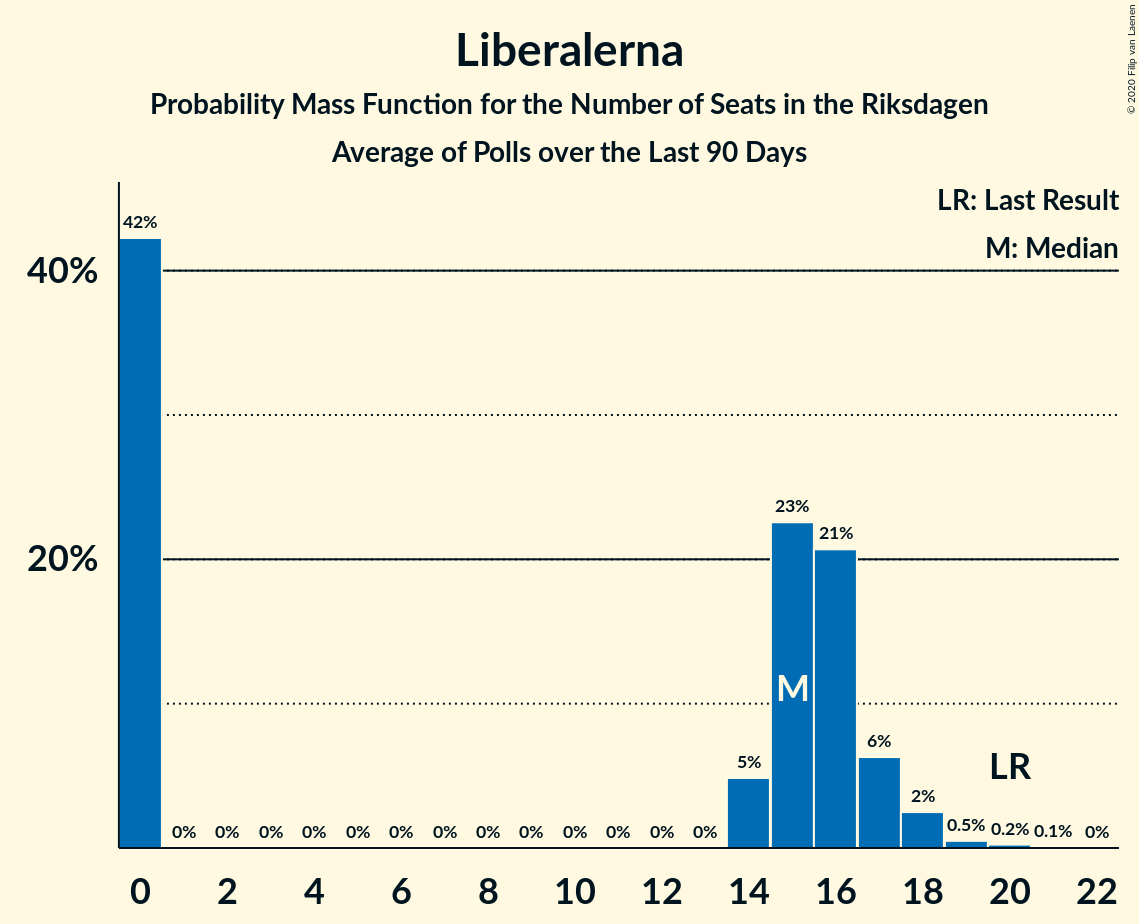 Liberalerna
Probability Mass Function for the Number of Seats in the Riksdagen
Average of Polls over the Last 90 Days
© 2020 Filip van Laenen
LR: Last Result
M: Median
42%
40%
23%
21%
20%
M
6%
5%
LR
2%
0% 0% 0% 0% 0% 0% 0% 0% 0% 0% 0% 0% 0% 0.5% 0.2% 0.1% 0%
0 2 4 6 8 10 12 14 16 18 20 22